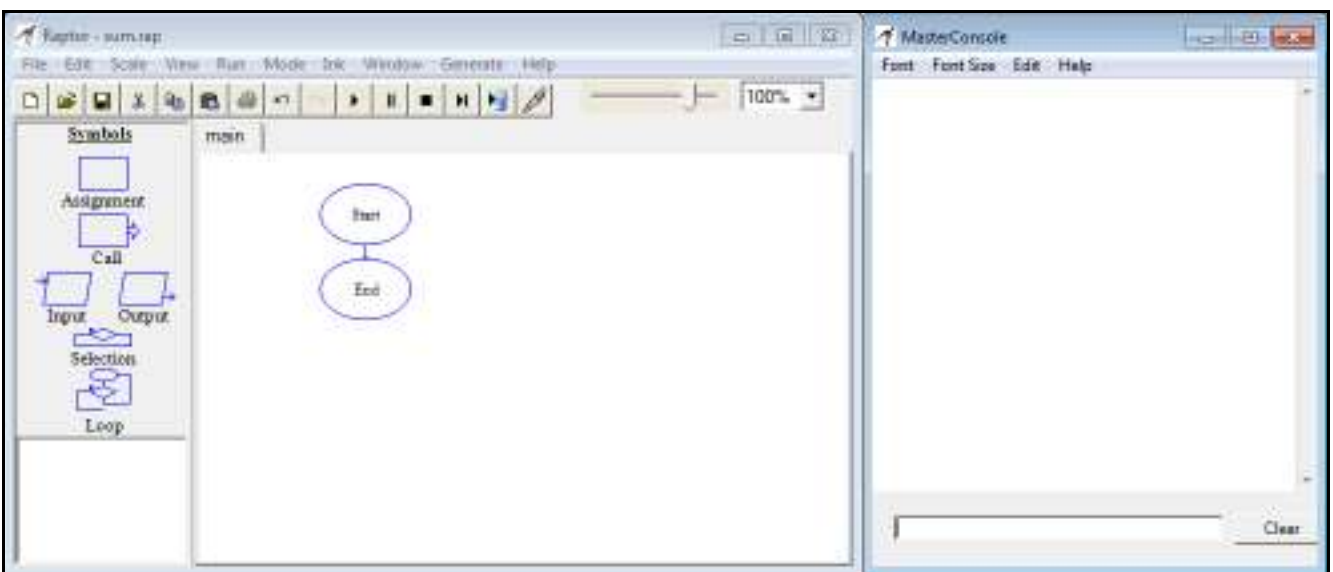 Raptor - sum.rap
File Edit Scale View Run Mode Ink Window Generate Help
100%
Symbols
Assignment
Call
Input Output
Selection
Loop
main
Start
End
MasterConsole
Font Font Size Edit Help
Clear